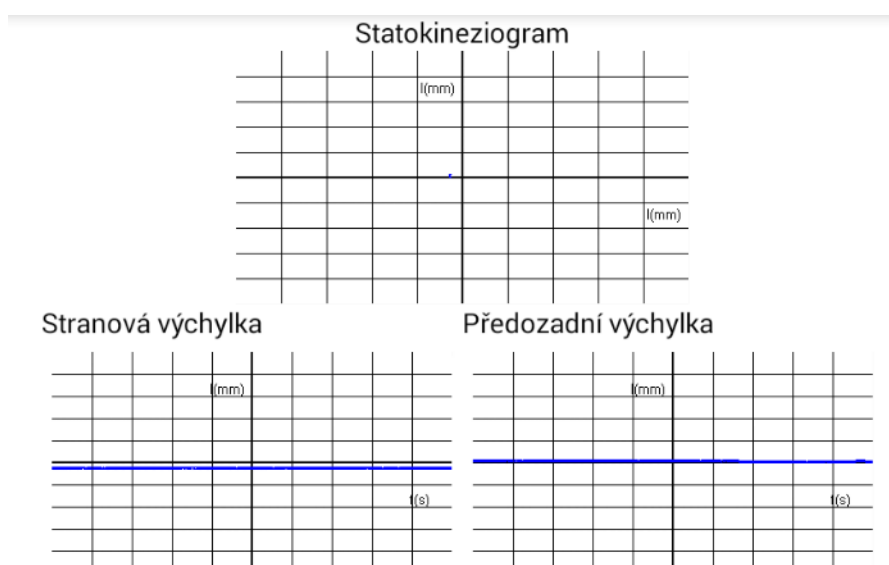 Statokineziogram
l(mm)
l(mm)
Stranová výchylka
Předozadní výchylka
l(mm)
l(mm)
t(s)
t(s)